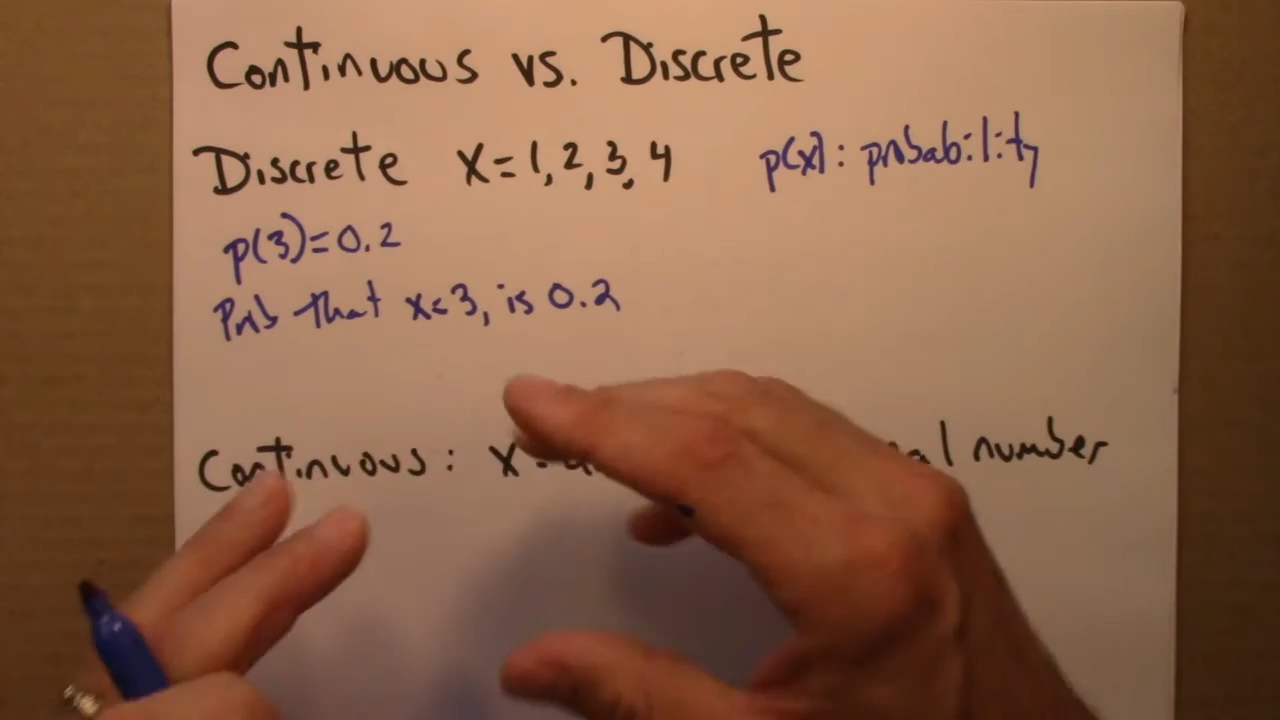 Continuous vs. Discrete
Discrete x=1,2,3,4 p(x): probability
p(3)=0.2
Prob that x=3, is 0.2
Continuous: x number